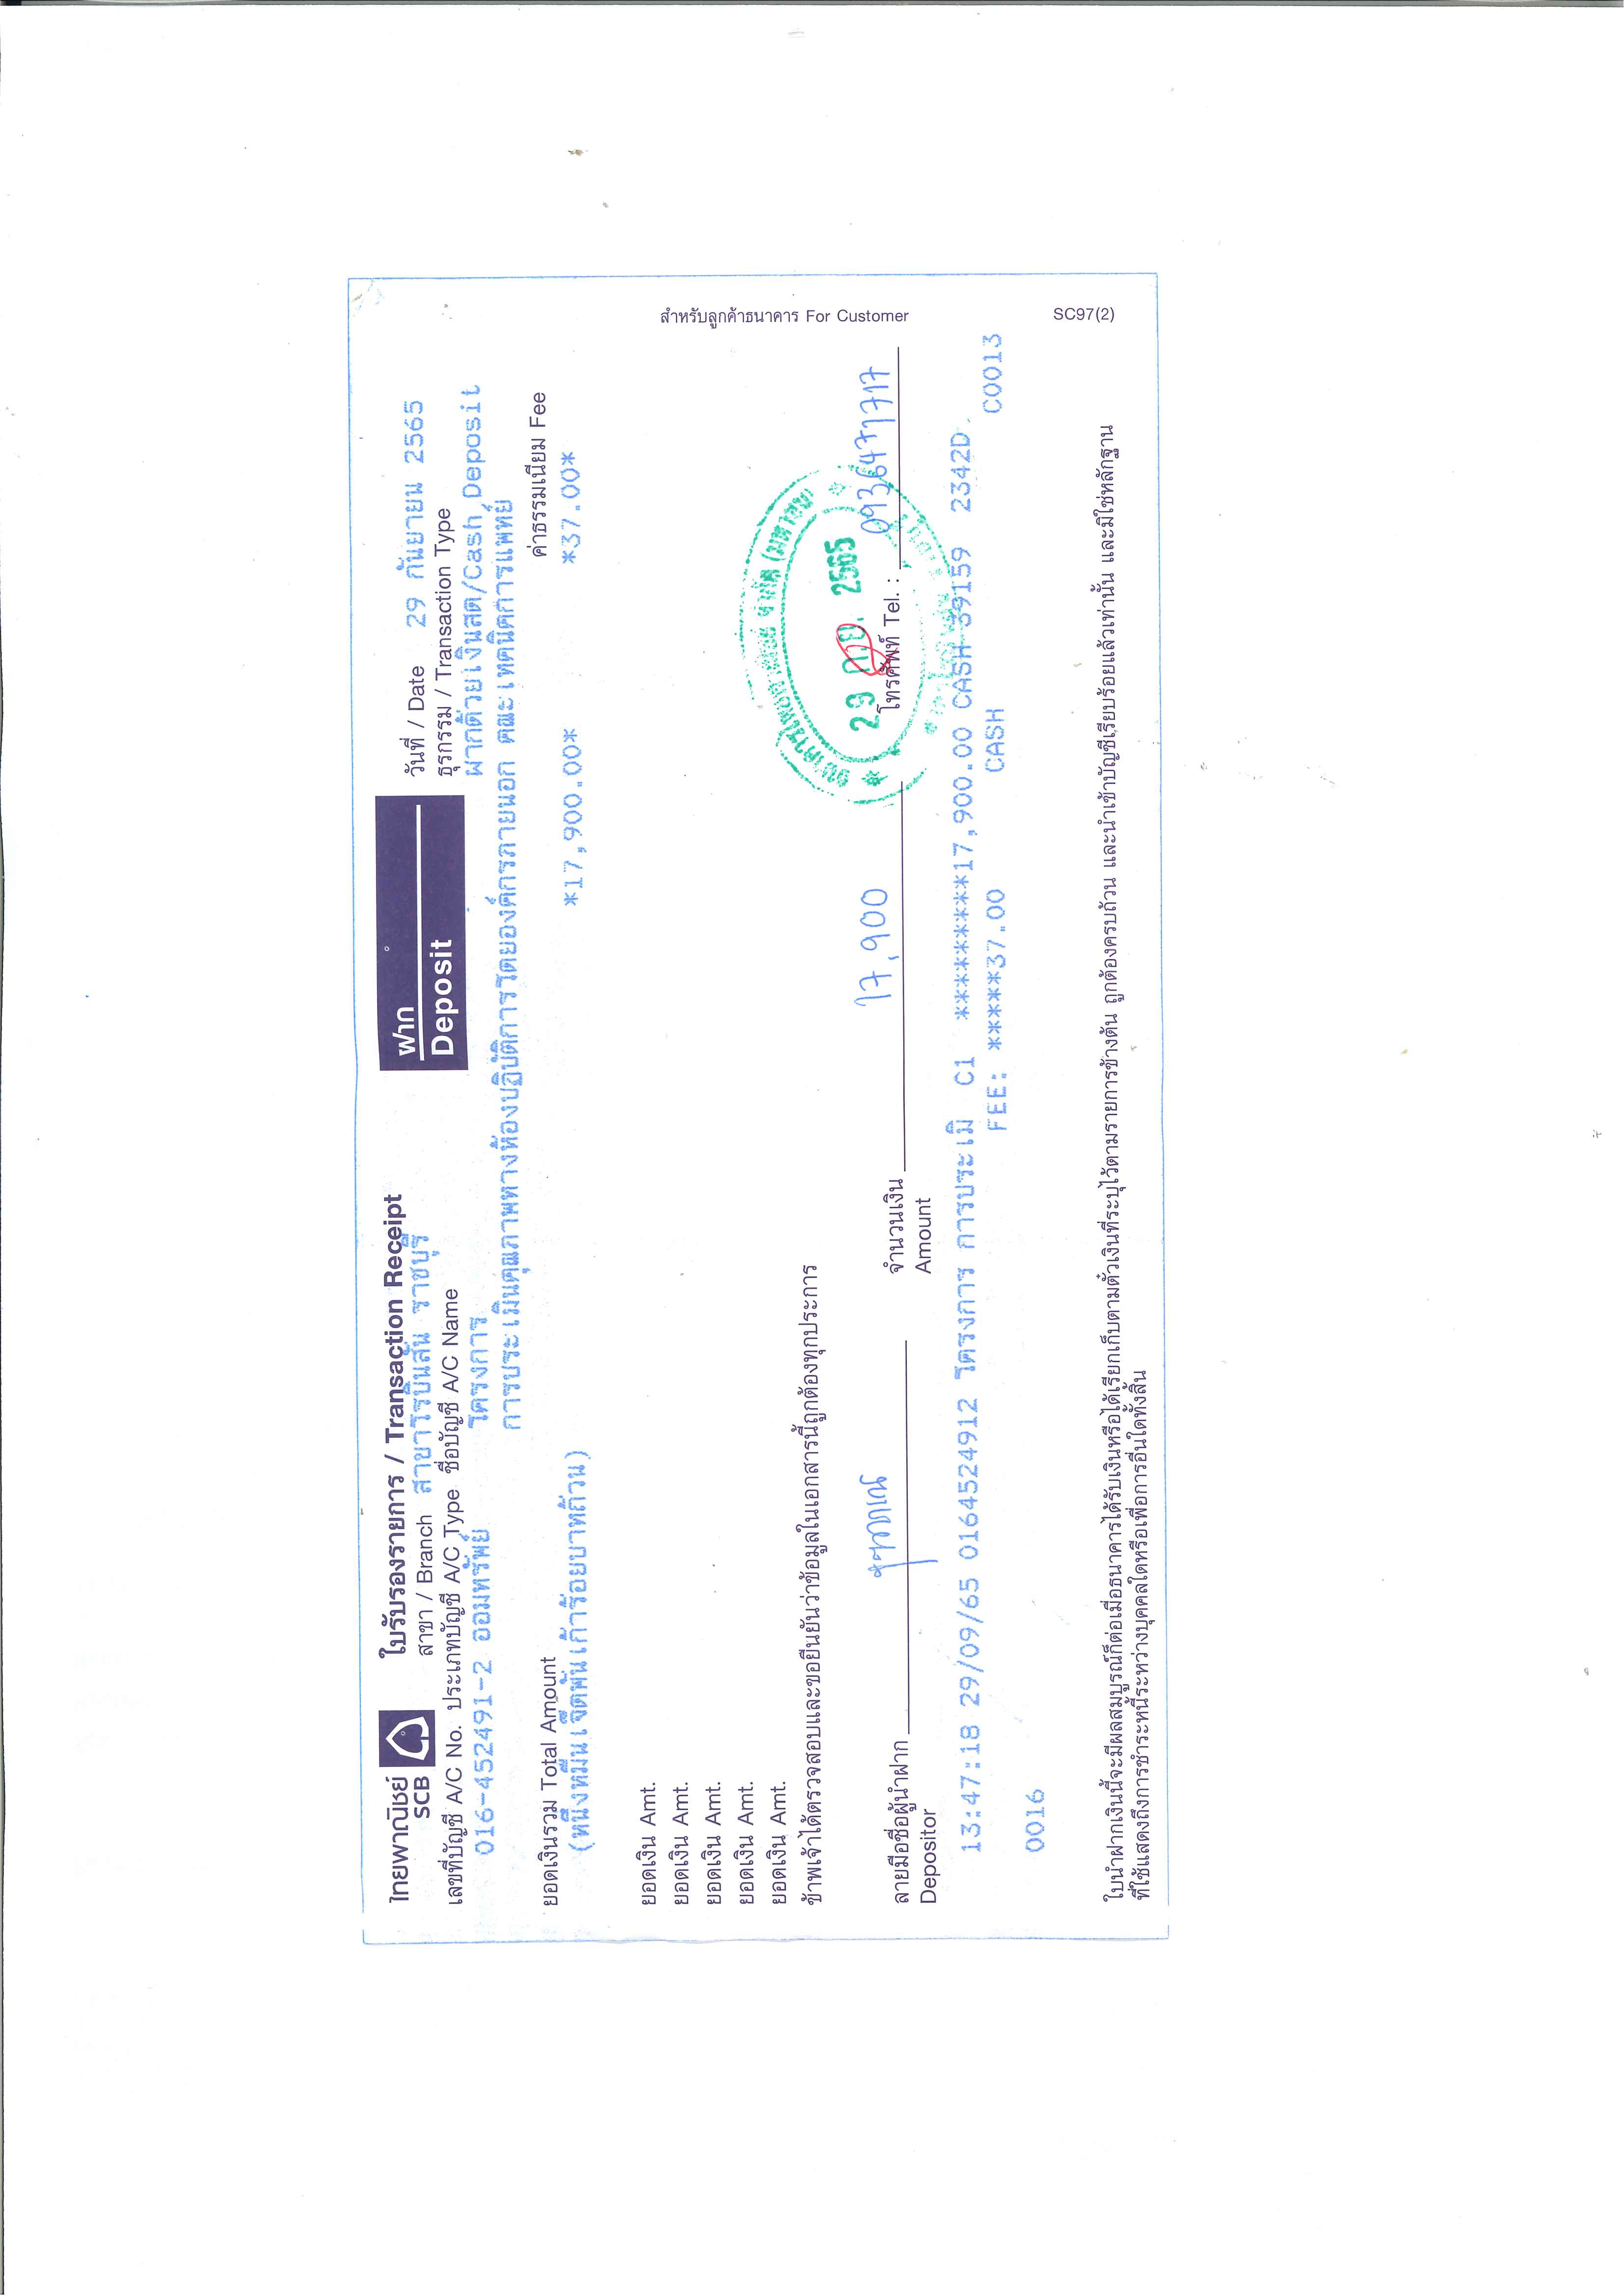 ไทยพาณิชย์
SCB
ใบรับรองรายการ / Transaction Receipt
ฝาก
Deposit
วันที่ / Date 29 กันยายน 2565
สาขา / Branch สาขาโรบินสัน ราชบุรี
ธุรกรรม / Transaction Type
เลขที่บัญชี A/C No. ประเภทบัญชี A/C Type ชื่อบัญชี A/C Name
ฝากด้วยเงินสด/Cash Deposit
016-452491-2 ออมทรัพย์ โครงการ
การประเมินคุณภาพทางห้องปฏิบัติการโดยองค์กรภายนอก คณะเทคนิคการแพทย์
ยอดเงินรวม Total Amount ค่าธรรมเนียม Fee
(หนึ่งหมื่นเจ็ดพันเก้าร้อยบาทถ้วน) *17,900.00* *37.00*
สำหรับลูกค้าธนาคาร For Customer
ยอดเงิน Amt.
ยอดเงิน Amt.
ยอดเงิน Amt.
ยอดเงิน Amt.
ยอดเงิน Amt.
ข้าพเจ้าได้ตรวจสอบและขอยืนยันว่าข้อมูลในเอกสารนี้ถูกต้องทุกประการ
ธนาคารไทยพาณิชย์ จำกัด (มหาชน)
29 ก.ย. 2565
ลายมือชื่อผู้นำฝาก จำนวนเงิน 17,900 โทรศัพท์ Tel. : 0936471717
Depositor Amount
13:47:18 29/09/65 0164524912 โครงการ การประเมิ C1 ********17,900.00 CASH 39159 2342D
FEE: *****37.00 CASH C0013
0016
SC97(2)
ใบนำฝากเงินนี้จะมีผลสมบูรณ์ก็ต่อเมื่อธนาคารได้รับเงินหรือได้เรียกเก็บตามตั๋วเงินที่ระบุไว้ตามรายการข้างต้น ถูกต้องครบถ้วน และนำเข้าบัญชีเรียบร้อยแล้วเท่านั้น และมิใช่หลักฐาน
ที่ใช้แสดงถึงการชำระหนี้ระหว่างบุคคลใดหรือเพื่อการอื่นใดทั้งสิ้น